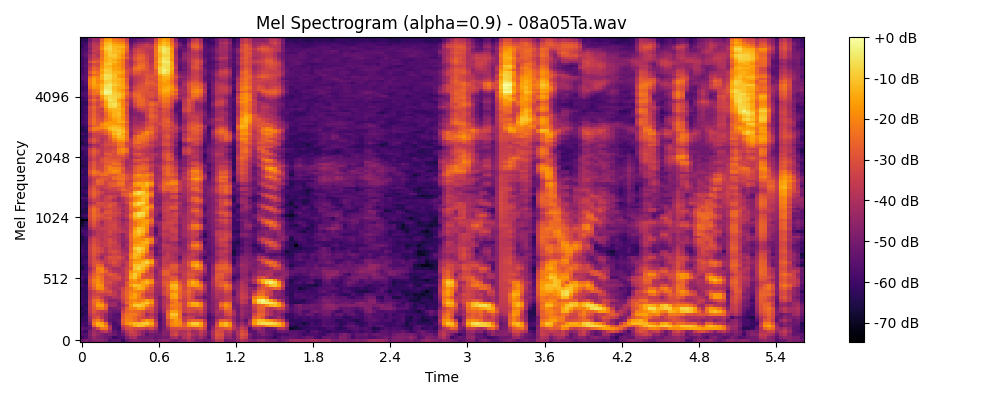 Mel Spectrogram (alpha=0.9) - 08a05Ta.wav
Mel Frequency
4096
2048
1024
512
0
0
0.6
1.2
1.8
2.4
3
3.6
4.2
4.8
5.4
Time
+0 dB
-10 dB
-20 dB
-30 dB
-40 dB
-50 dB
-60 dB
-70 dB